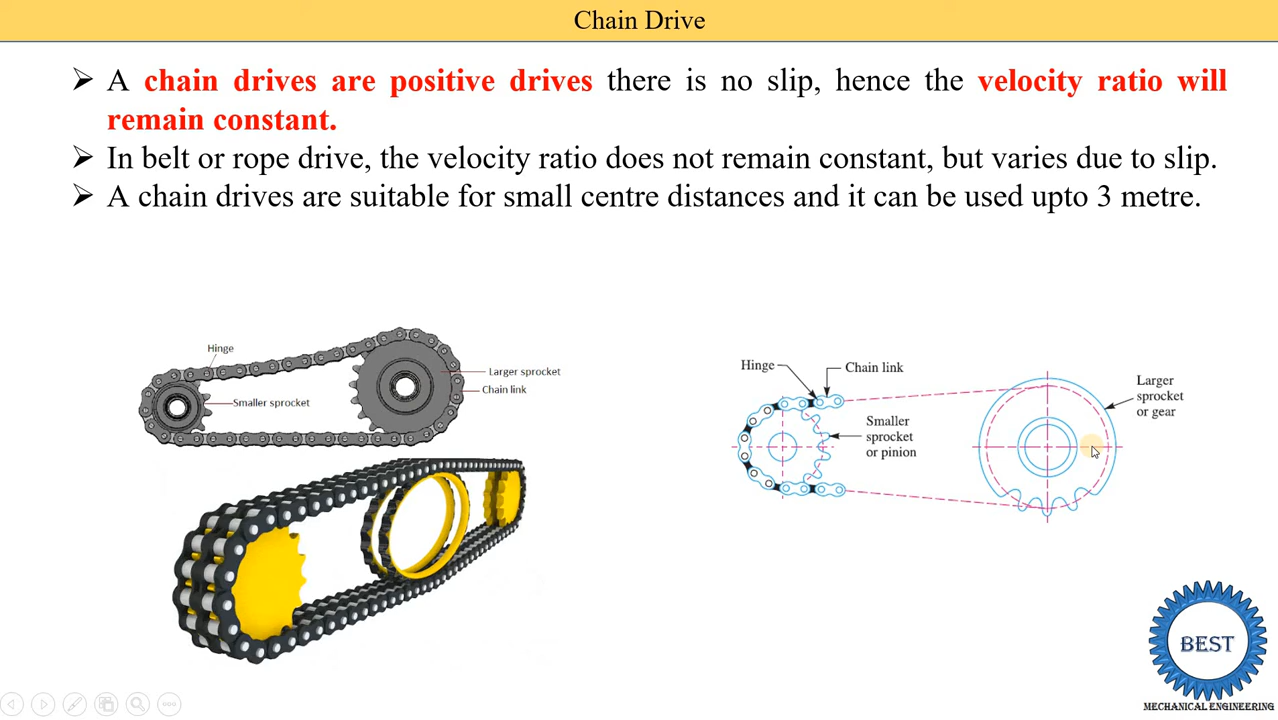 Chain Drive
➢ A chain drives are positive drives there is no slip, hence the velocity ratio will
remain constant.
➢ In belt or rope drive, the velocity ratio does not remain constant, but varies due to slip.
➢ A chain drives are suitable for small centre distances and it can be used upto 3 metre.
Hinge
Larger sprocket
Chain link
Smaller sprocket
Hinge
Chain link
Smaller
sprocket
or pinion
Larger
sprocket
or gear
BEST
MECHANICAL ENGINEERING